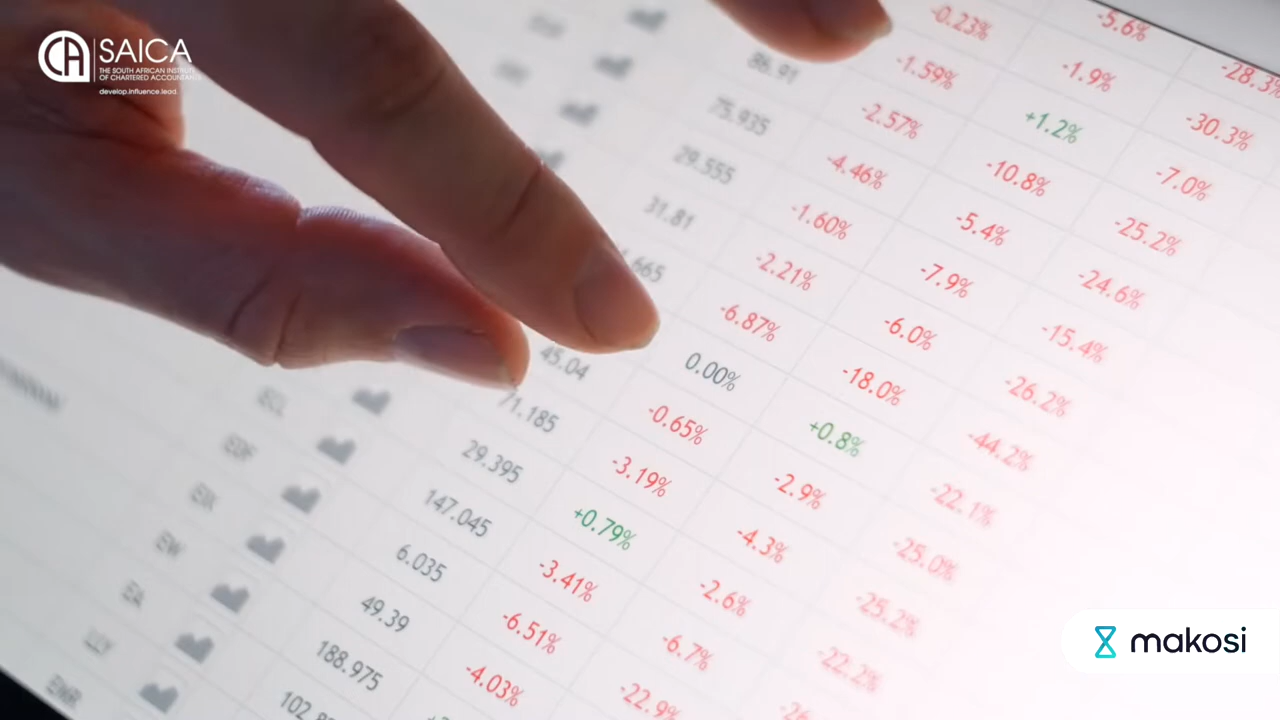 SAICA
THE SOUTH AFRICAN INSTITUTE
OF CHARTERED ACCOUNTANTS
develop.influence.lead.
-5.6% -28.3%
-0.23% -1.9% -30.3%
-1.59% +1.2% -7.0%
86.91 -2.57% -10.8% -25.2%
75.935 -4.46% -5.4% -24.6%
29.555 -1.60% -7.9% -15.4%
31.81 -2.21% -6.0% -26.2%
-6.87% -18.0% -44.2%
0.00% +0.8% -22.1%
45.04 -0.65% -2.9% -25.0%
71.185 -3.19% -4.3% -25.2%
29.395 +0.79% -2.6% -22.2%
147.045 -3.41% -6.7%
6.035 -6.51% -22.9%
49.39 -4.03%
EW 188.975
EA
EWR
makosi